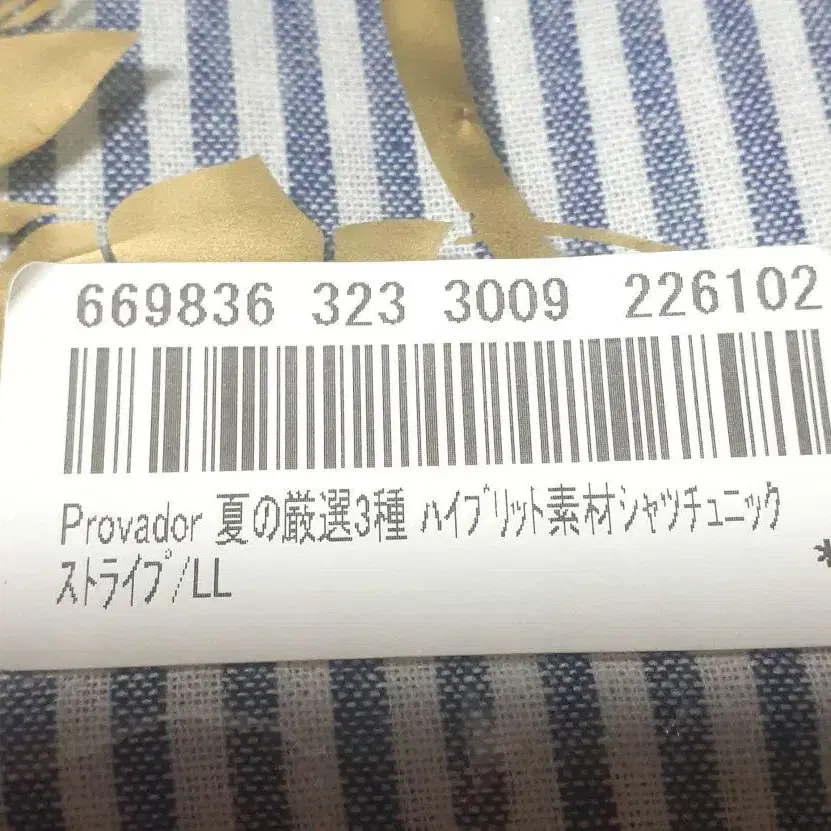 669836 323 3009 226102
Provador 夏の厳選3種 ﾊｲﾌﾞﾘｯﾄ素材ｼｬﾂﾁｭﾆｯｸ
ｽﾄﾗｲﾌﾟ/LL
*